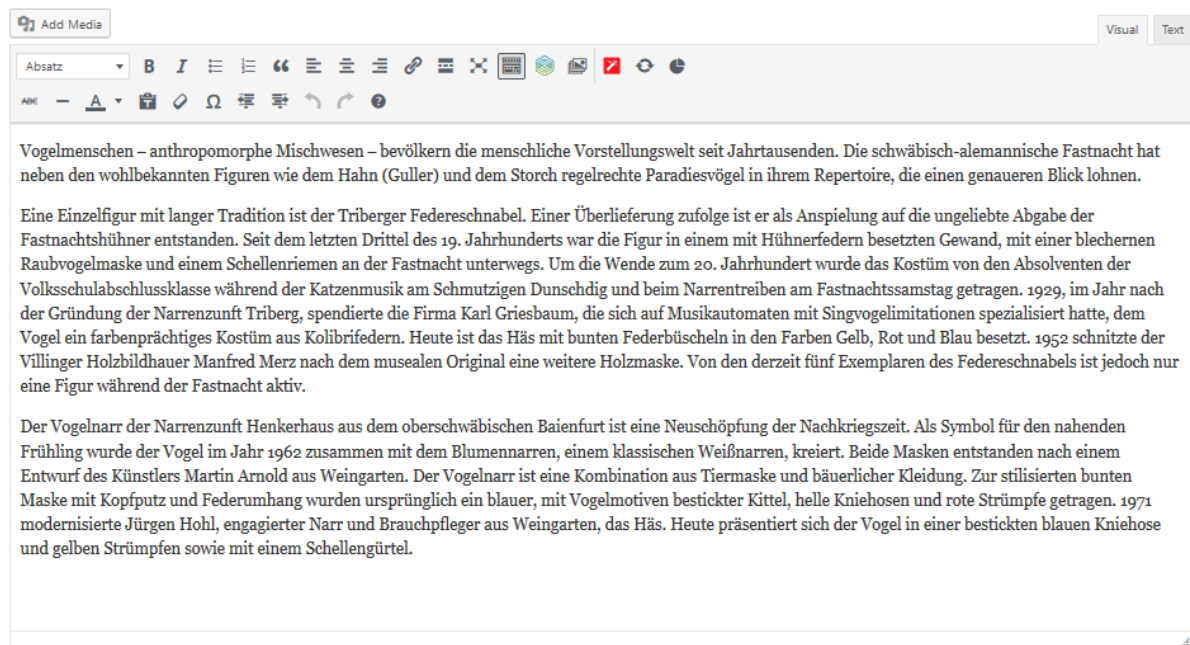 Add Media
Visual Text
Absatz
B I
ABC A Ω
Vogelmenschen – anthropomorphe Mischwesen – bevölkern die menschliche Vorstellungswelt seit Jahrtausenden. Die schwäbisch-alemannische Fastnacht hat
neben den wohlbekannten Figuren wie dem Hahn (Guller) und dem Storch regelrechte Paradiesvögel in ihrem Repertoire, die einen genaueren Blick lohnen.
Eine Einzelfigur mit langer Tradition ist der Triberger Federeschnabel. Einer Überlieferung zufolge ist er als Anspielung auf die ungeliebte Abgabe der
Fastnachtshühner entstanden. Seit dem letzten Drittel des 19. Jahrhunderts war die Figur in einem mit Hühnerfedern besetzten Gewand, mit einer blechernen
Raubvogelmaske und einem Schellenriemen an der Fastnacht unterwegs. Um die Wende zum 20. Jahrhundert wurde das Kostüm von den Absolventen der
Volksschulabschlussklasse während der Katzenmusik am Schmutzigen Dunschdig und beim Narrentreiben am Fastnachtssamstag getragen. 1929, im Jahr nach
der Gründung der Narrenzunft Triberg, spendierte die Firma Karl Griesbaum, die sich auf Musikautomaten mit Singvogelimitationen spezialisiert hatte, dem
Vogel ein farbenprächtiges Kostüm aus Kolibrifedern. Heute ist das Häs mit bunten Federbüscheln in den Farben Gelb, Rot und Blau besetzt. 1952 schnitzte der
Villinger Holzbildhauer Manfred Merz nach dem musealen Original eine weitere Holzmaske. Von den derzeit fünf Exemplaren des Federeschnabels ist jedoch nur
eine Figur während der Fastnacht aktiv.
Der Vogelnarr der Narrenzunft Henkerhaus aus dem oberschwäbischen Baienfurt ist eine Neuschöpfung der Nachkriegszeit. Als Symbol für den nahenden
Frühling wurde der Vogel im Jahr 1962 zusammen mit dem Blumennarren, einem klassischen Weißnarren, kreiert. Beide Masken entstanden nach einem
Entwurf des Künstlers Martin Arnold aus Weingarten. Der Vogelnarr ist eine Kombination aus Tiermaske und bäuerlicher Kleidung. Zur stilisierten bunten
Maske mit Kopfputz und Federumhang wurden ursprünglich ein blauer, mit Vogelmotiven bestickter Kittel, helle Kniehosen und rote Strümpfe getragen. 1971
modernisierte Jürgen Hohl, engagierter Narr und Brauchpfleger aus Weingarten, das Häs. Heute präsentiert sich der Vogel in einer bestickten blauen Kniehose
und gelben Strümpfen sowie mit einem Schellengürtel.